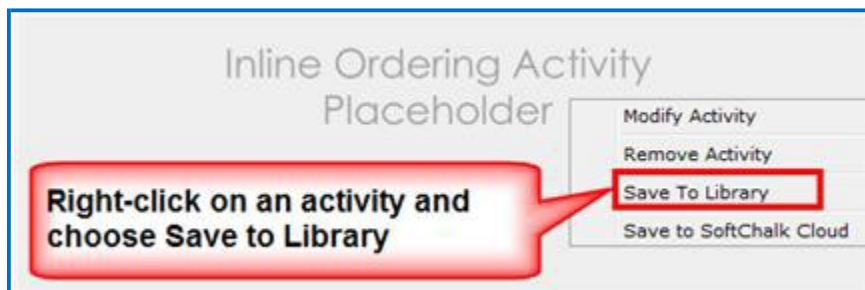 Inline Ordering Activity
Placeholder
Modify Activity
Remove Activity
Save To Library
Save to SoftChalk Cloud
Right-click on an activity and
choose Save to Library